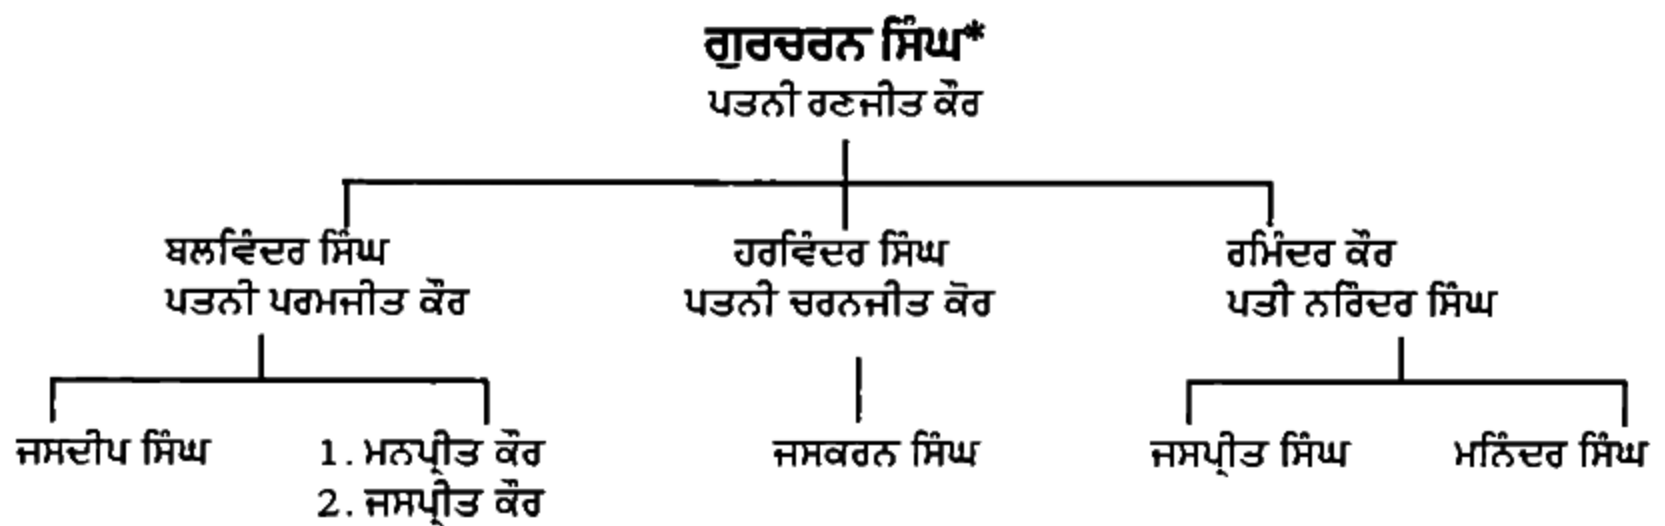 ਗੁਰਚਰਨ ਸਿੰਘ*
ਪਤਨੀ ਰਣਜੀਤ ਕੌਰ
ਬਲਵਿੰਦਰ ਸਿੰਘ
ਪਤਨੀ ਪਰਮਜੀਤ ਕੌਰ
ਹਰਵਿੰਦਰ ਸਿੰਘ
ਪਤਨੀ ਚਰਨਜੀਤ ਕੋਰ
ਰਮਿੰਦਰ ਕੌਰ
ਪਤੀ ਨਰਿੰਦਰ ਸਿੰਘ
ਜਸਦੀਪ ਸਿੰਘ
1. ਮਨਪ੍ਰੀਤ ਕੌਰ
2. ਜਸਪ੍ਰੀਤ ਕੌਰ
ਜਸਕਰਨ ਸਿੰਘ
ਜਸਪ੍ਰੀਤ ਸਿੰਘ
ਮਨਿੰਦਰ ਸਿੰਘ